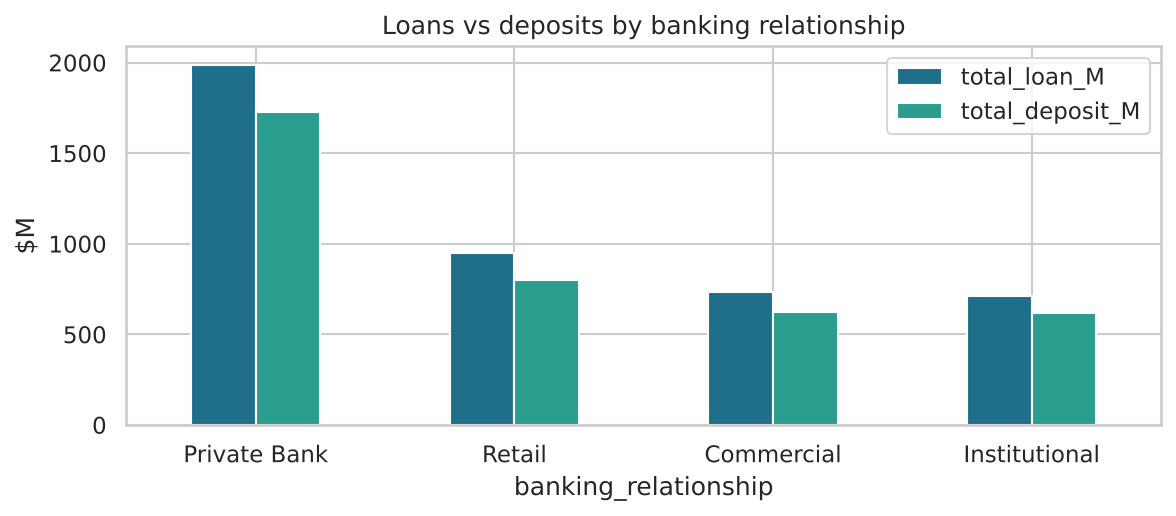 Loans vs deposits by banking relationship
total_loan_M
total_deposit_M
$M
2000
1500
1000
500
0
Private Bank
Retail
Commercial
Institutional
banking_relationship